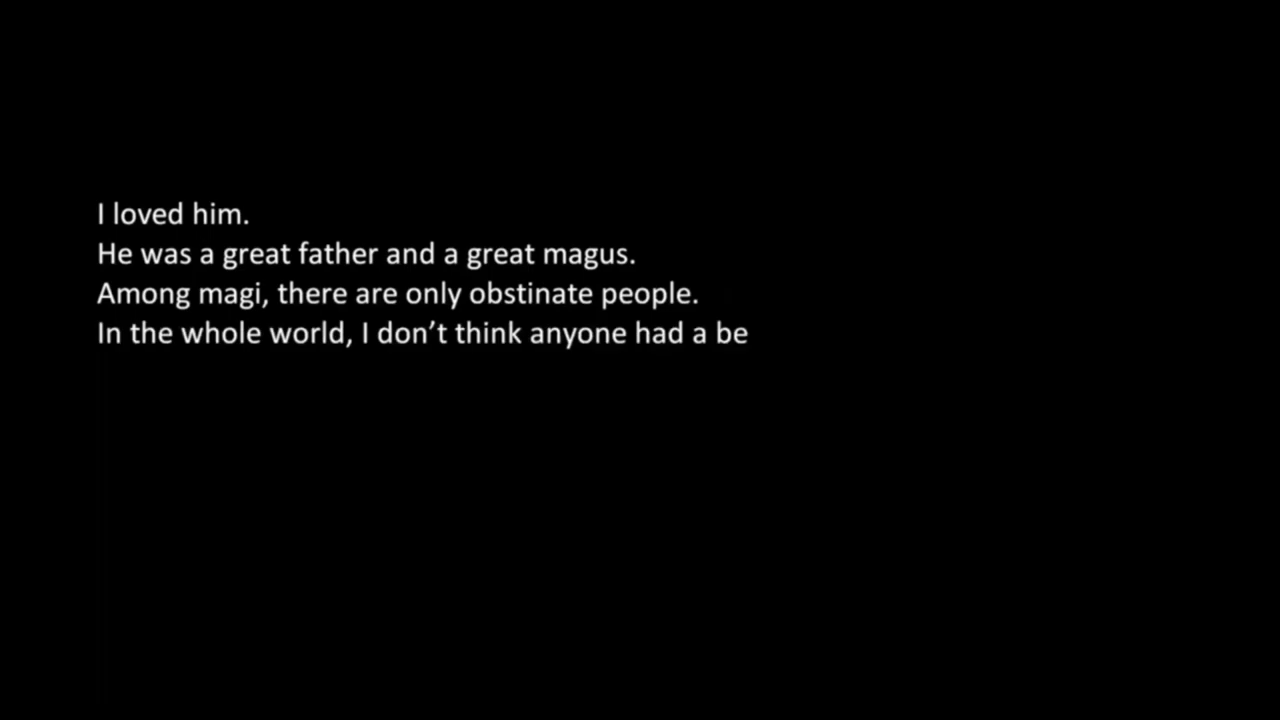 I loved him.
He was a great father and a great magus.
Among magi, there are only obstinate people.
In the whole world, I don’t think anyone had a be